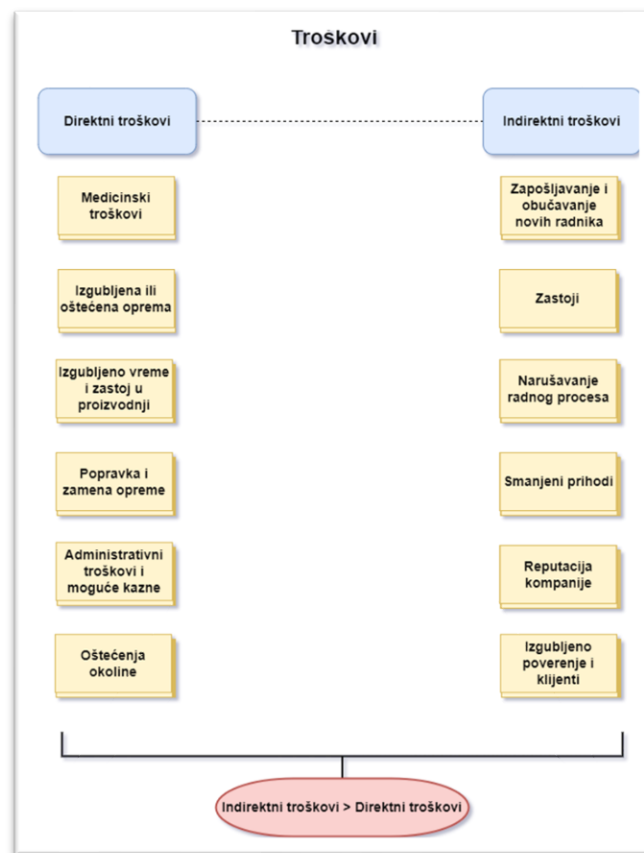 Troškovi
Direktni troškovi
Indirektni troškovi
Medicinski
troškovi
Zapošljavanje i
obučavanje
novih radnika
Izgubljena ili
oštećena oprema
Zastoji
Izgubljeno vreme
i zastoj u
proizvodnji
Narušavanje
radnog procesa
Popravka i
zamena opreme
Smanjeni prihodi
Administrativni
troškovi i
moguće kazne
Reputacija
kompanije
Oštećenja
okoline
Izgubljeno
poverenje i
klijenti
Indirektni troškovi > Direktni troškovi